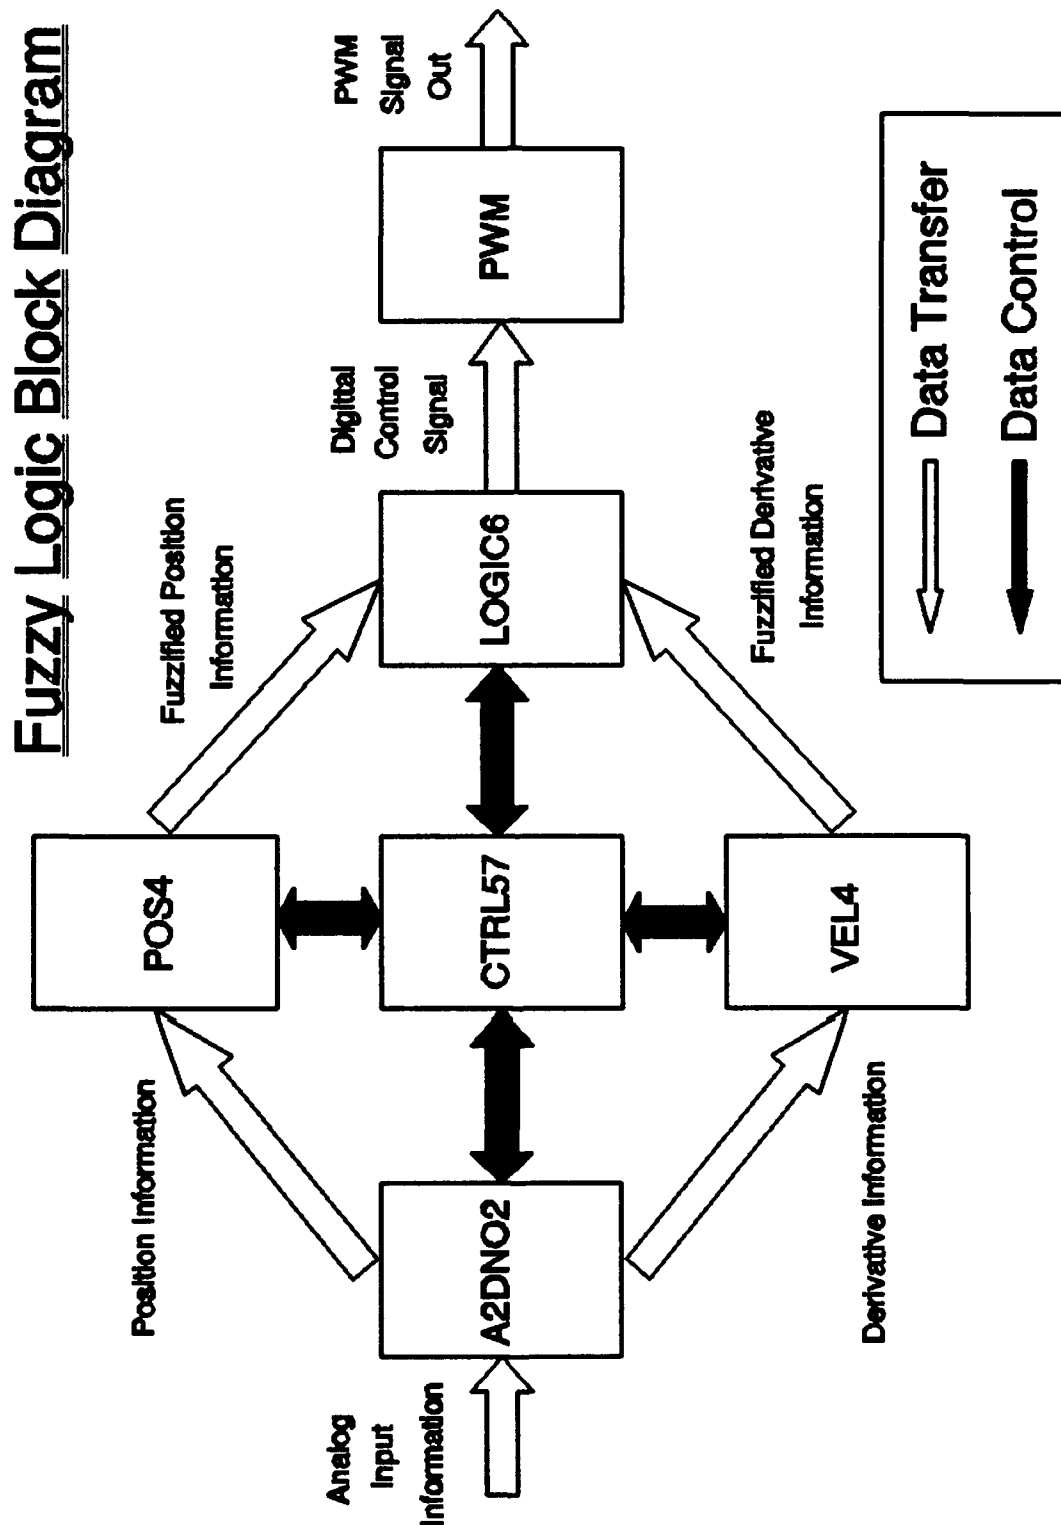 Fuzzy Logic Block Diagram
Analog
Input
Information
A2DNO2
Position Information
Derivative Information
POS4
CTRL57
VEL4
Fuzzified Position
Information
Fuzzified Derivative
Information
LOGIC6
Digital
Control
Signal
PWM
PWM
Signal
Out
Data Transfer
Data Control